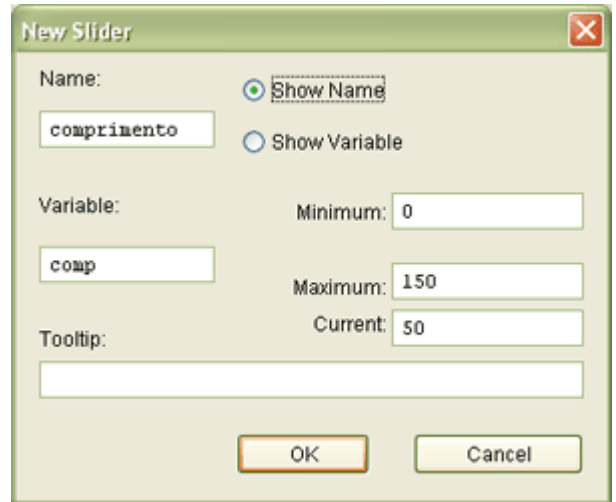 New Slider
Name:
Show Name
comprimento
Show Variable
Variable:
Minimum: 0
comp
Maximum: 150
Current: 50
Tooltip:
OK
Cancel